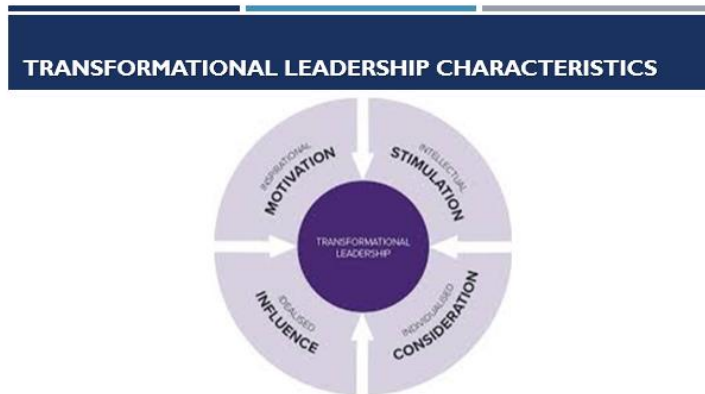 TRANSFORMATIONAL LEADERSHIP CHARACTERISTICS
INSPIRATIONAL
MOTIVATION
INTELLECTUAL
STIMULATION
TRANSFORMATIONAL
LEADERSHIP
IDEALISED
INFLUENCE
INDIVIDUALISED
CONSIDERATION